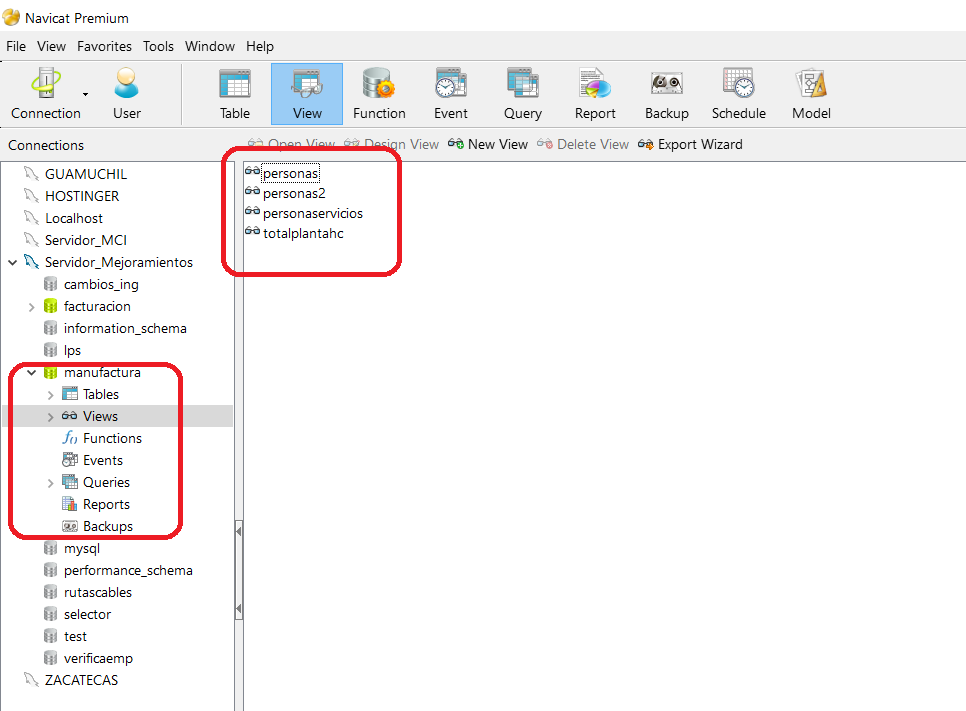 Navicat Premium
File View Favorites Tools Window Help
Connection User Table View Function Event Query Report Backup Schedule Model
Connections
Open View Design View New View Delete View Export Wizard
GUAMUCHIL
HOSTINGER
Localhost
Servidor_MCI
Servidor_Mejoramientos
cambios_ing
facturacion
information_schema
lps
manufactura
Tables
Views
Functions
Events
Queries
Reports
Backups
mysql
performance_schema
rutascables
selector
test
verificaemp
ZACATECAS
personas
personas2
personaservicios
totalplantahc